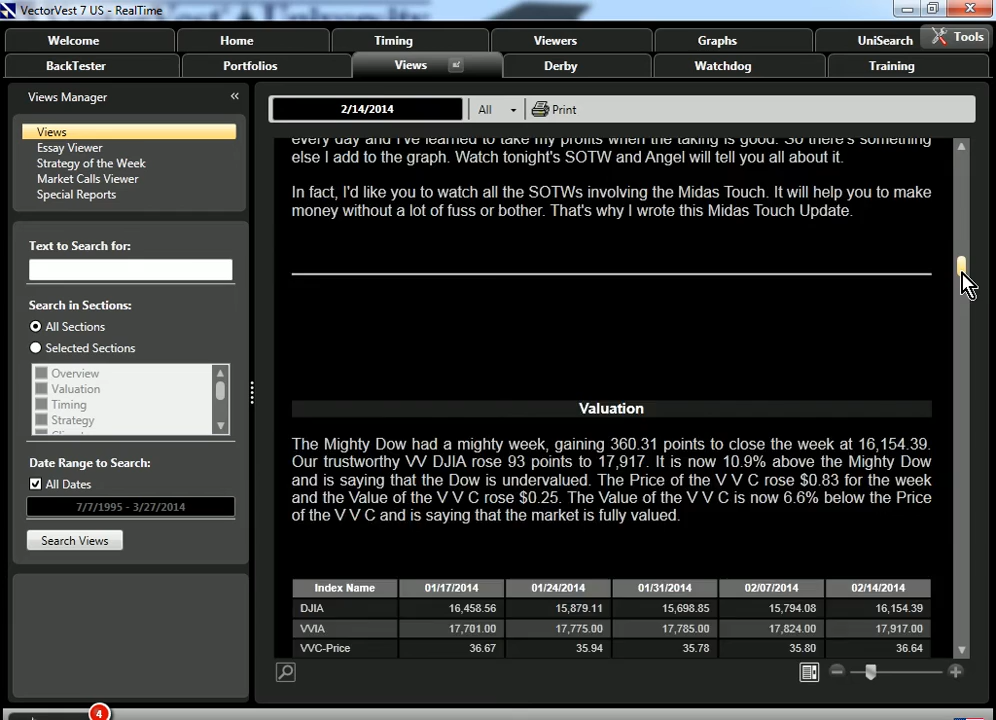 VectorVest 7 US - RealTime
Welcome
Home
Timing
Viewers
Graphs
UniSearch
Tools
BackTester
Portfolios
Views
Derby
Watchdog
Training
Views Manager
«
Views
Essay Viewer
Strategy of the Week
Market Calls Viewer
Special Reports
Text to Search for:
Search in Sections:
All Sections
Selected Sections
Overview
Valuation
Timing
Strategy
Date Range to Search:
All Dates
7/7/1995 - 3/27/2014
Search Views
4
2/14/2014
All
Print
every day and I've learned to take my profits when the taking is good. So there's something
else I add to the graph. Watch tonight's SOTW and Angel will tell you all about it.
In fact, I'd like you to watch all the SOTWs involving the Midas Touch. It will help you to make
money without a lot of fuss or bother. That's why I wrote this Midas Touch Update.
Valuation
The Mighty Dow had a mighty week, gaining 360.31 points to close the week at 16,154.39.
Our trustworthy VV DJIA rose 93 points to 17,917. It is now 10.9% above the Mighty Dow
and is saying that the Dow is undervalued. The Price of the V V C rose $0.83 for the week
and the Value of the V V C rose $0.25. The Value of the V V C is now 6.6% below the Price
of the V V C and is saying that the market is fully valued.
Index Name 01/17/2014 01/24/2014 01/31/2014 02/07/2014 02/14/2014
DJIA 16,458.56 15,879.11 15,698.85 15,794.08 16,154.39
VVIA 17,701.00 17,775.00 17,785.00 17,824.00 17,917.00
VVC-Price 36.67 35.94 35.78 35.80 36.64